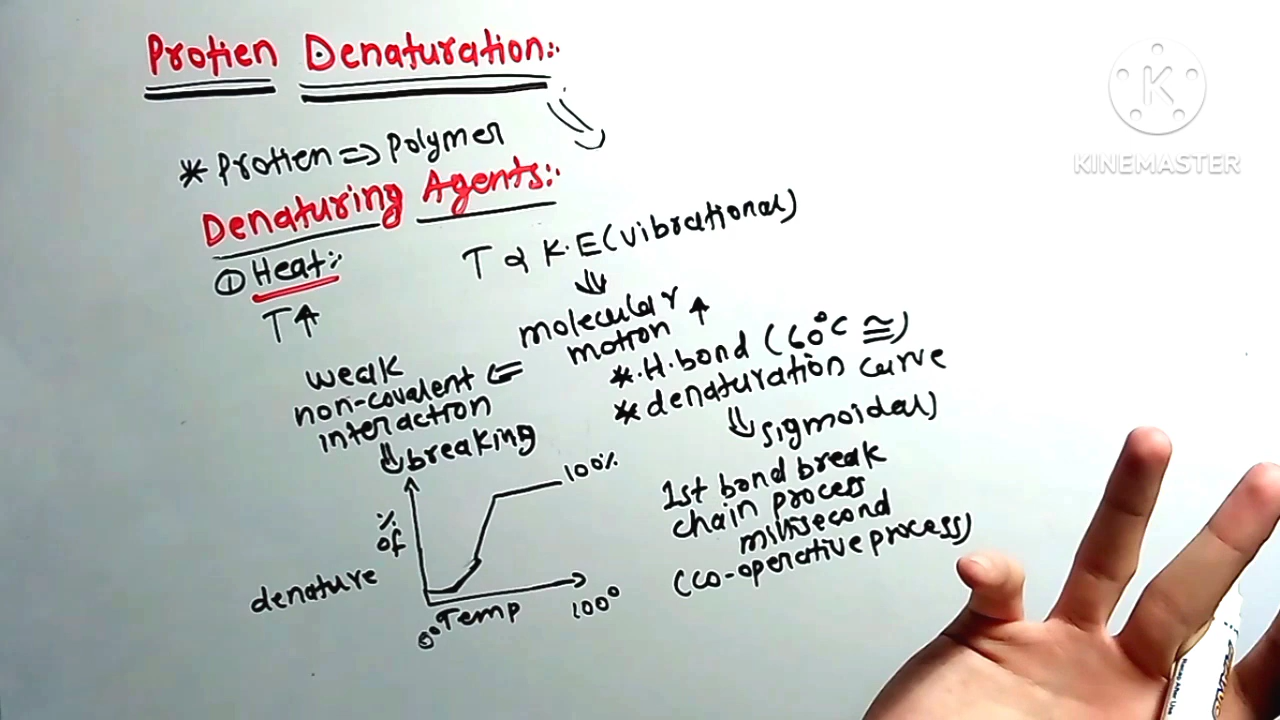 Protien Denaturation:-
* Protien => Polymer
Denaturing Agents:-
① Heat:-
T↑
T ∝ K.E (vibrational)
⇓
molecular
motion ↑
weak
non-covalent ⇐
interaction
⇓ breaking
* H.bond (60°C ≅)
* denaturation curve
⇓ sigmoidal
1st bond break
chain process
milisecond
(co-operative process)
100%
% of
denature
0° Temp 100°
K
KINEMASTER